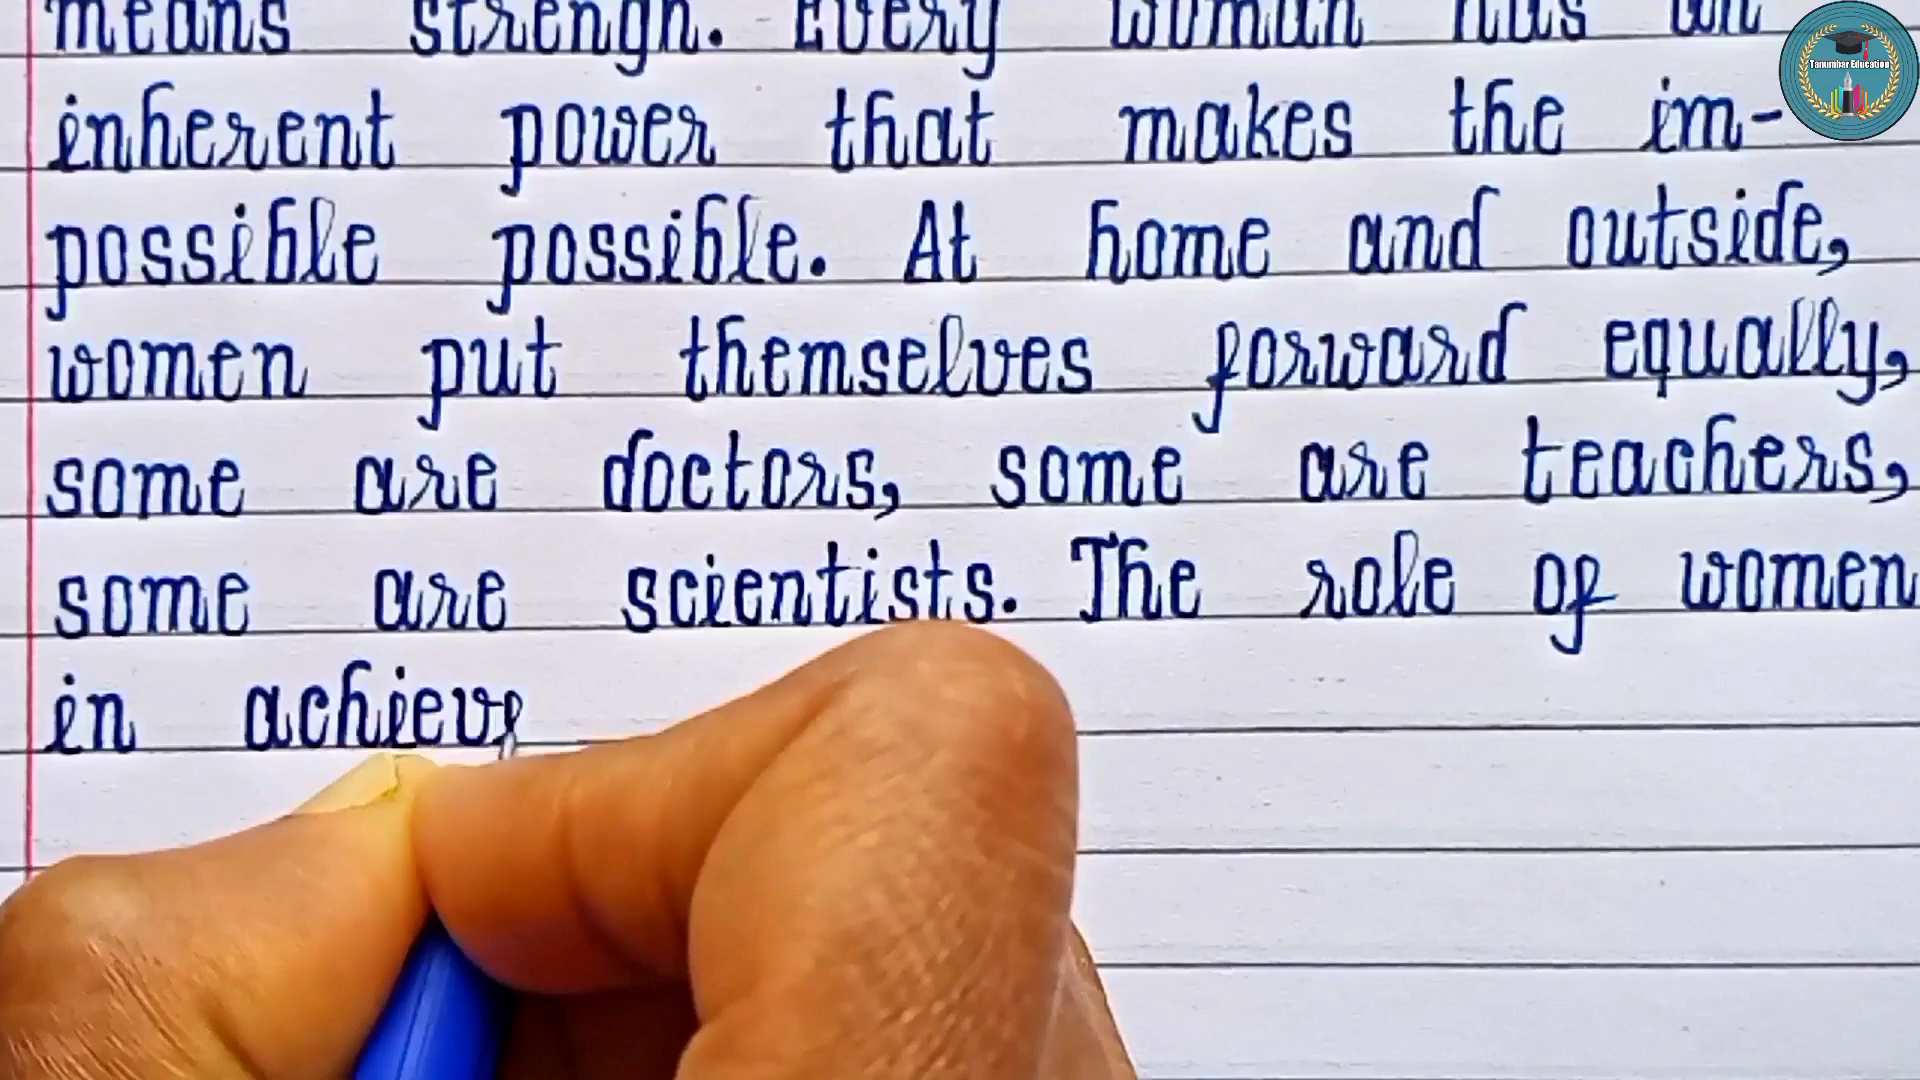 means strengh. Every woman has an
inherent power that makes the im-
possible possible. At home and outside,
women put themselves forward equally,
some are doctors, some are teachers,
some are scientists. The role of women
in achieve
Tanumbar Education